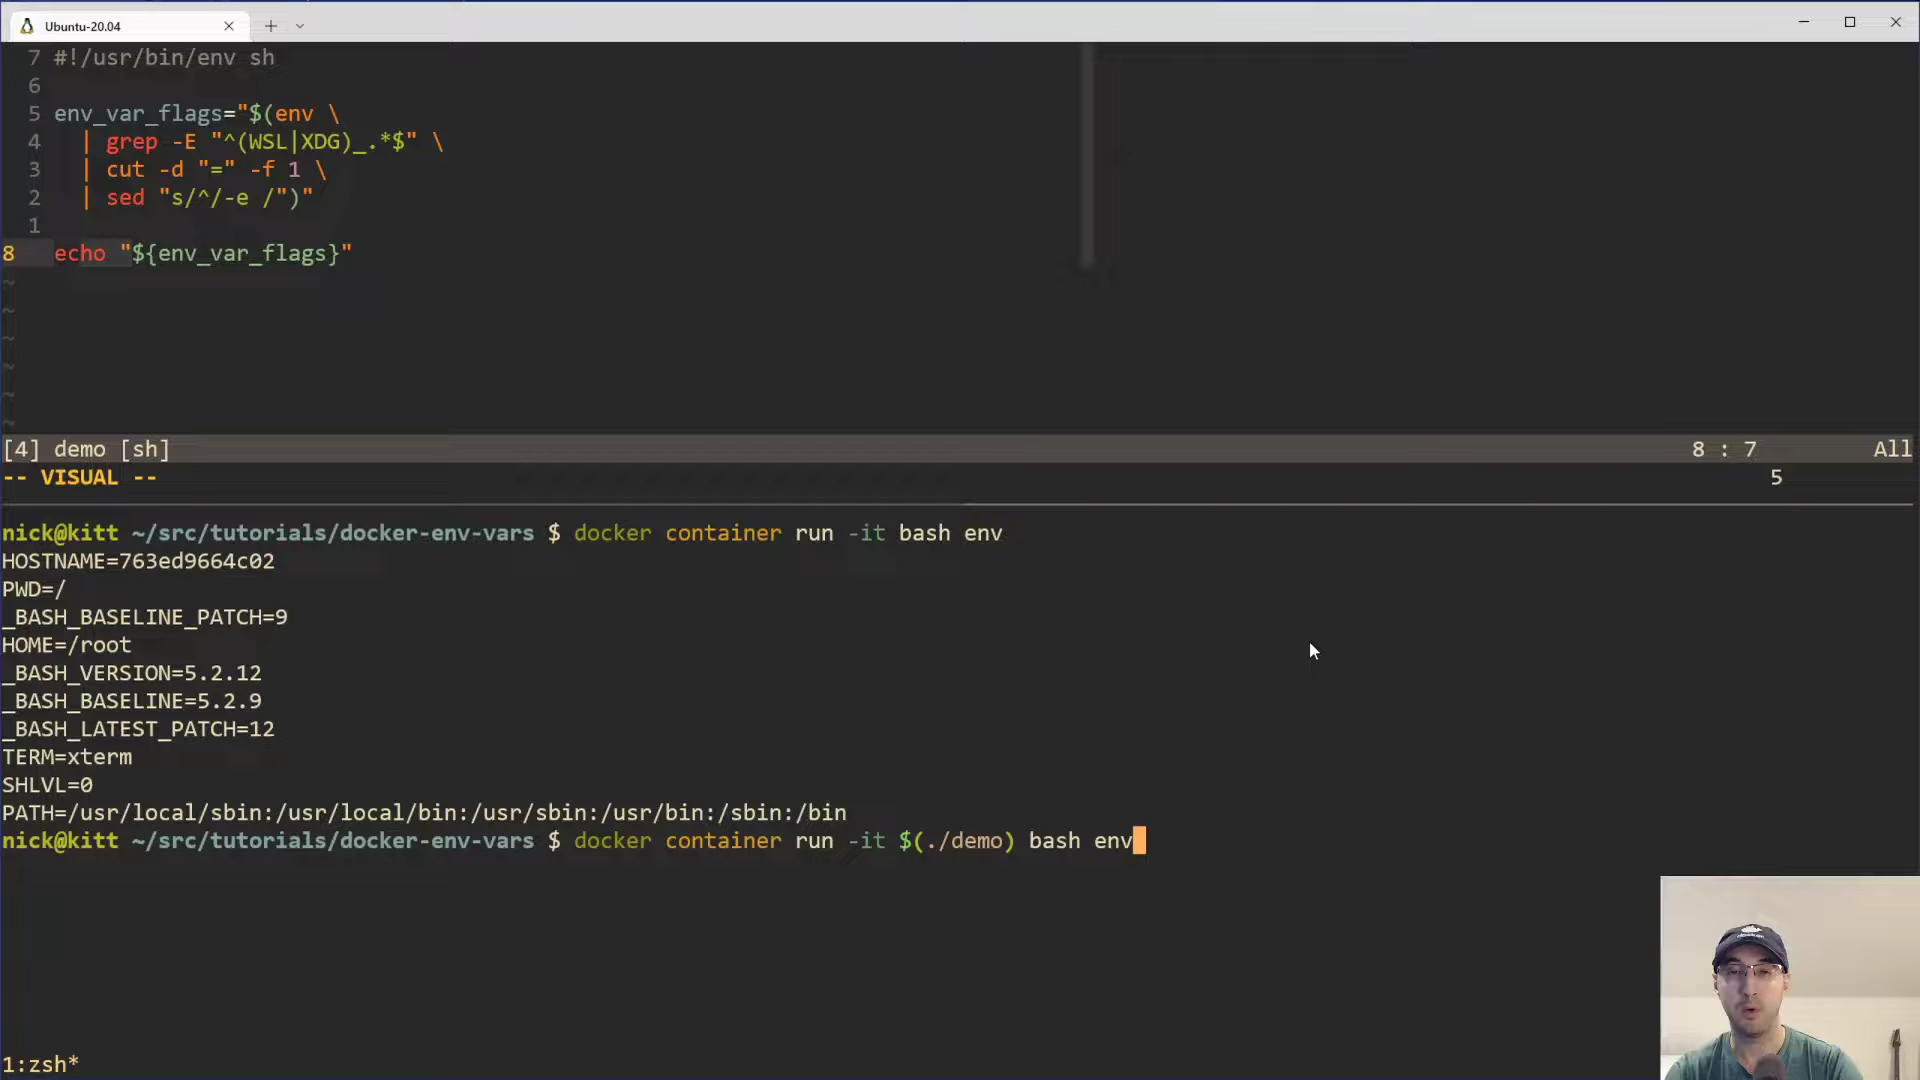 Ubuntu-20.04
7 #!/usr/bin/env sh
6
5 env_var_flags="$(env \
4 | grep -E "^(WSL|XDG)_.*$" \
3 | cut -d "=" -f 1 \
2 | sed "s/^/-e /")"
1
8 echo "${env_var_flags}"
~
~
~
~
~
~
[4] demo [sh] 8 : 7 All
-- VISUAL -- 5
nick@kitt ~/src/tutorials/docker-env-vars $ docker container run -it bash env
HOSTNAME=763ed9664c02
PWD=/
_BASH_BASELINE_PATCH=9
HOME=/root
_BASH_VERSION=5.2.12
_BASH_BASELINE=5.2.9
_BASH_LATEST_PATCH=12
TERM=xterm
SHLVL=0
PATH=/usr/local/sbin:/usr/local/bin:/usr/sbin:/usr/bin:/sbin:/bin
nick@kitt ~/src/tutorials/docker-env-vars $ docker container run -it $(./demo) bash env
1:zsh*